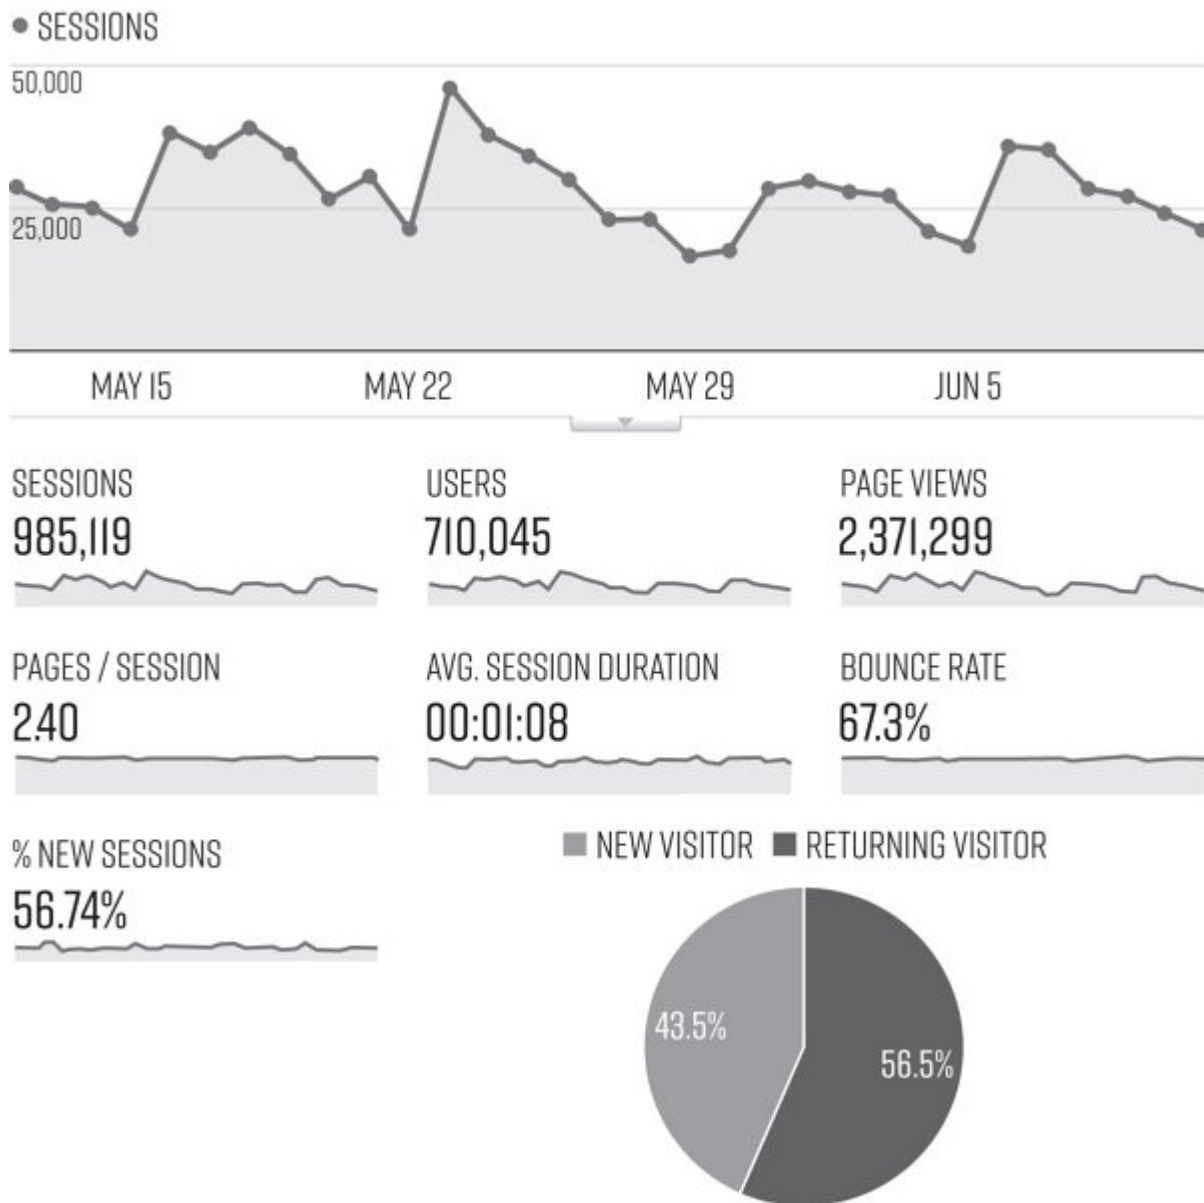 SESSIONS
50,000
25,000
MAY 15 MAY 22 MAY 29 JUN 5
SESSIONS USERS PAGE VIEWS
985,119 710,045 2,371,299
PAGES / SESSION AVG. SESSION DURATION BOUNCE RATE
2.40 00:01:08 67.3%
% NEW SESSIONS
56.74%
NEW VISITOR RETURNING VISITOR
43.5%
56.5%